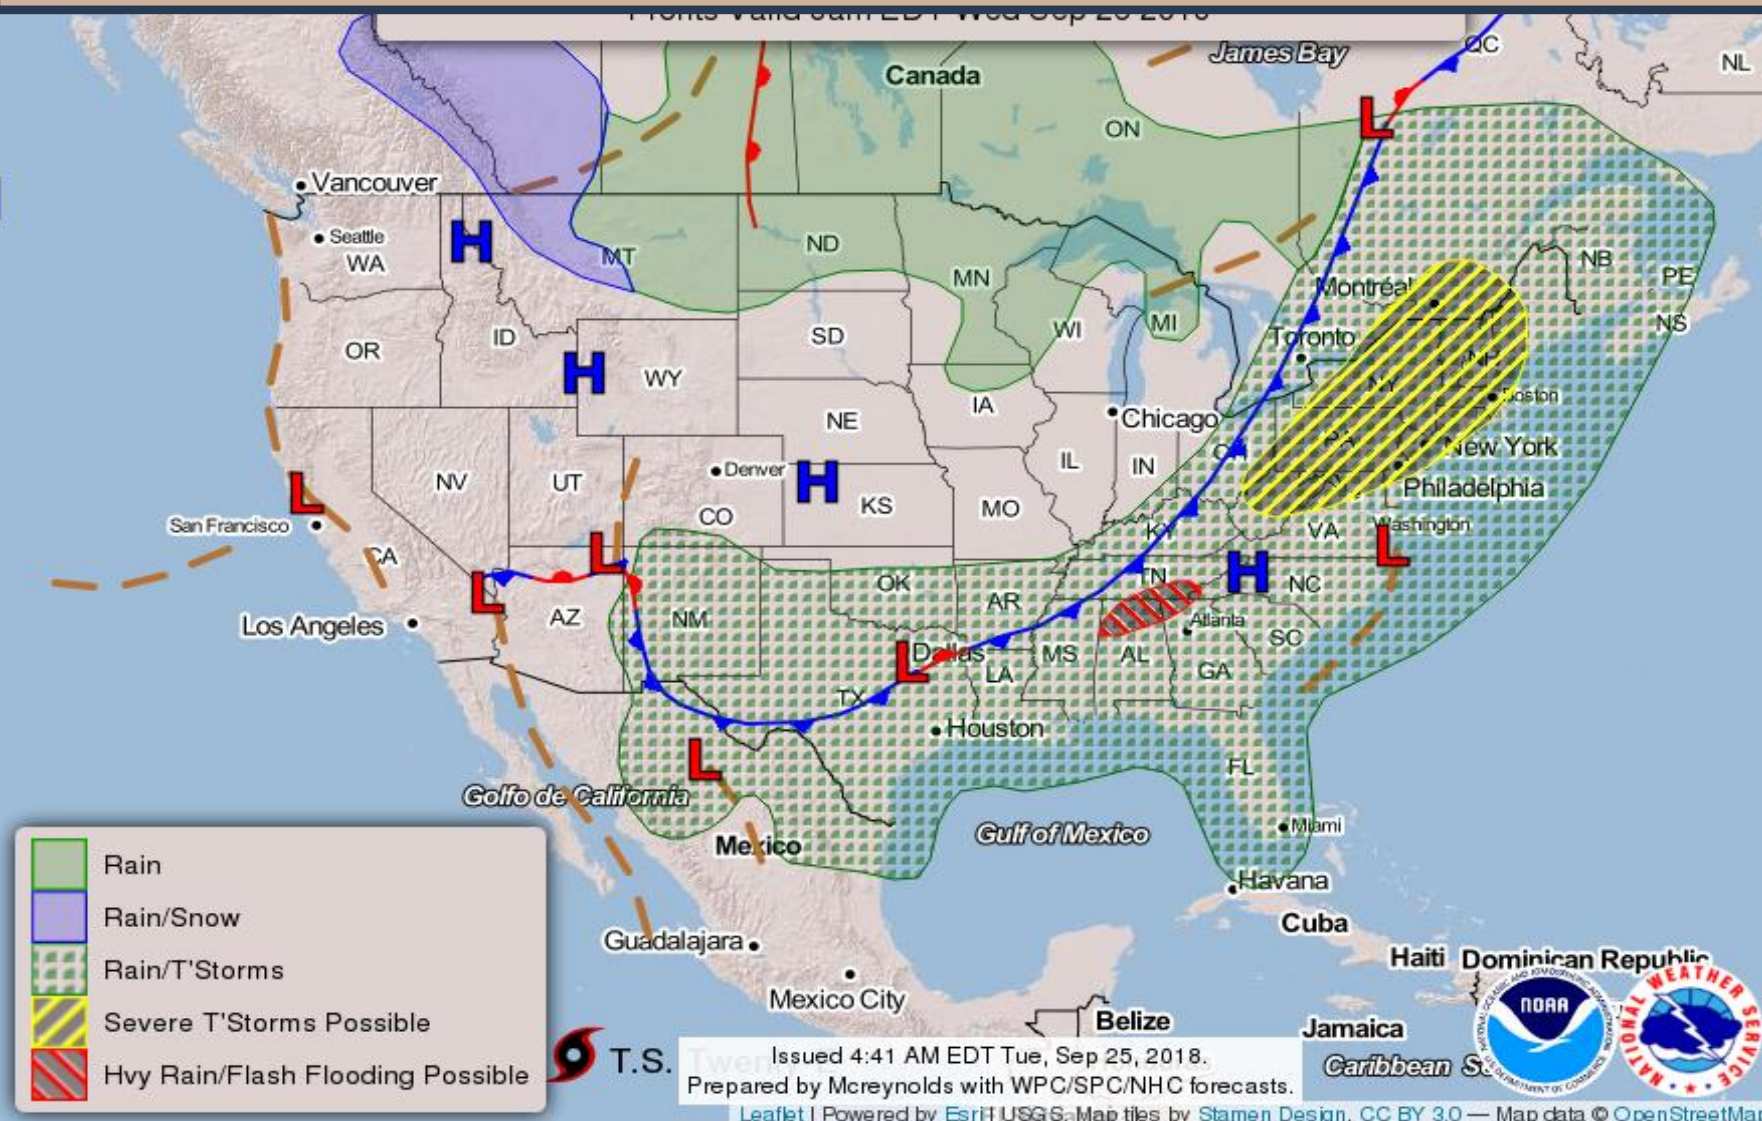 James Bay
QC
NL
Canada
ON
Vancouver
Seattle
WA
H
L
MT
ND
MN
NB
PE
NS
Montréal
OR
ID
SD
WI
MI
Toronto
H
WY
NH
NY
IA
Boston
NE
Chicago
PA
OH
New York
L
NV
UT
Denver
H
IL
IN
Philadelphia
San Francisco
CO
KS
MO
KY
VA
Washington
CA
L
L
L
OK
TN
H
NC
Los Angeles
AZ
NM
AR
Atlanta
SC
L
Dallas
LA
MS
AL
GA
TX
Houston
L
FL
Golfo de California
Gulf of Mexico
Miami
Mexico
Havana
Cuba
Guadalajara
Haiti
Dominican Republic
Mexico City
Belize
Jamaica
Caribbean
Rain
Rain/Snow
Rain/T'Storms
Severe T'Storms Possible
Hvy Rain/Flash Flooding Possible
T.S.
Issued 4:41 AM EDT Tue, Sep 25, 2018.
Prepared by Mcreynolds with WPC/SPC/NHC forecasts.
NOAA
NATIONAL WEATHER SERVICE
Leaflet | Powered by Esri | USGS, Map tiles by Stamen Design, CC BY 3.0 — Map data © OpenStreetMap